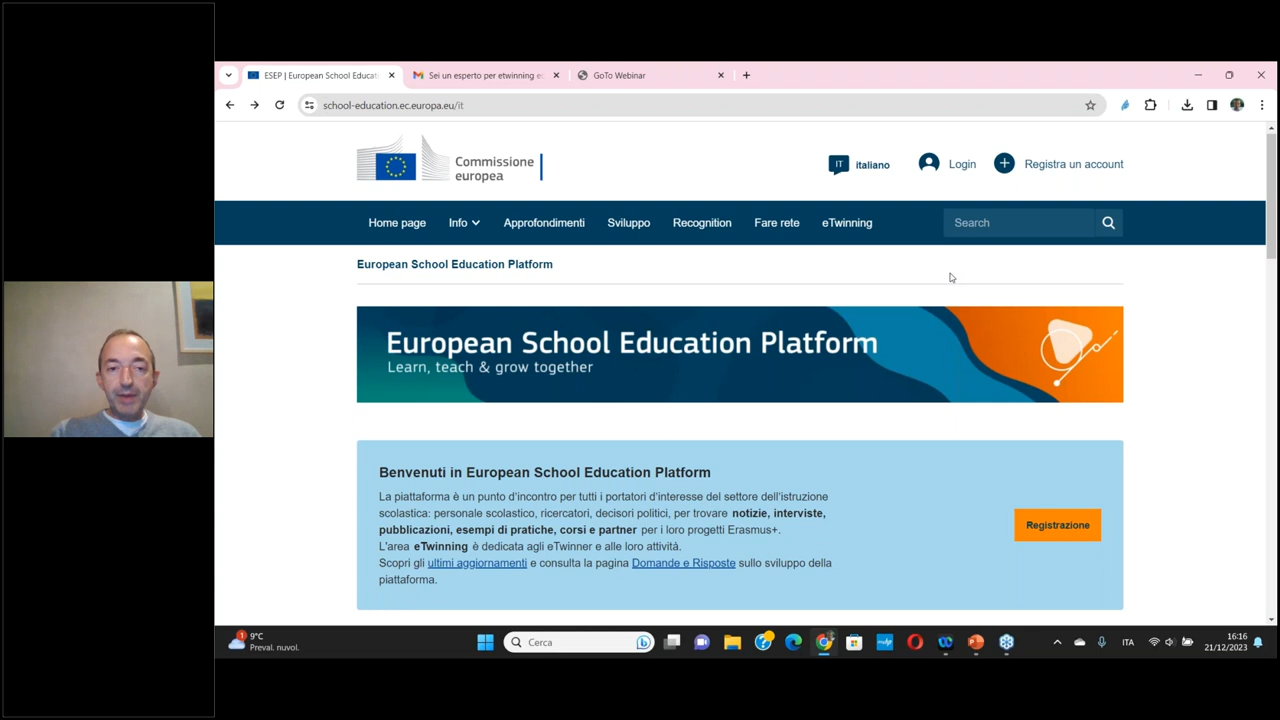 ESEP | European School Educat
Sei un esperto per etwinning e
GoTo Webinar
school-education.ec.europa.eu/it
Commissione
europea
IT
italiano
Login
Registra un account
Home page
Info
Approfondimenti
Sviluppo
Recognition
Fare rete
eTwinning
Search
European School Education Platform
European School Education Platform
Learn, teach & grow together
Benvenuti in European School Education Platform
La piattaforma è un punto d'incontro per tutti i portatori d'interesse del settore dell'istruzione
scolastica: personale scolastico, ricercatori, decisori politici, per trovare notizie, interviste,
pubblicazioni, esempi di pratiche, corsi e partner per i loro progetti Erasmus+.
L'area eTwinning è dedicata agli eTwinner e alle loro attività.
Scopri gli ultimi aggiornamenti e consulta la pagina Domande e Risposte sullo sviluppo della
piattaforma.
Registrazione
1
9°C
Preval. nuvol.
Cerca
ITA
16:16
21/12/2023